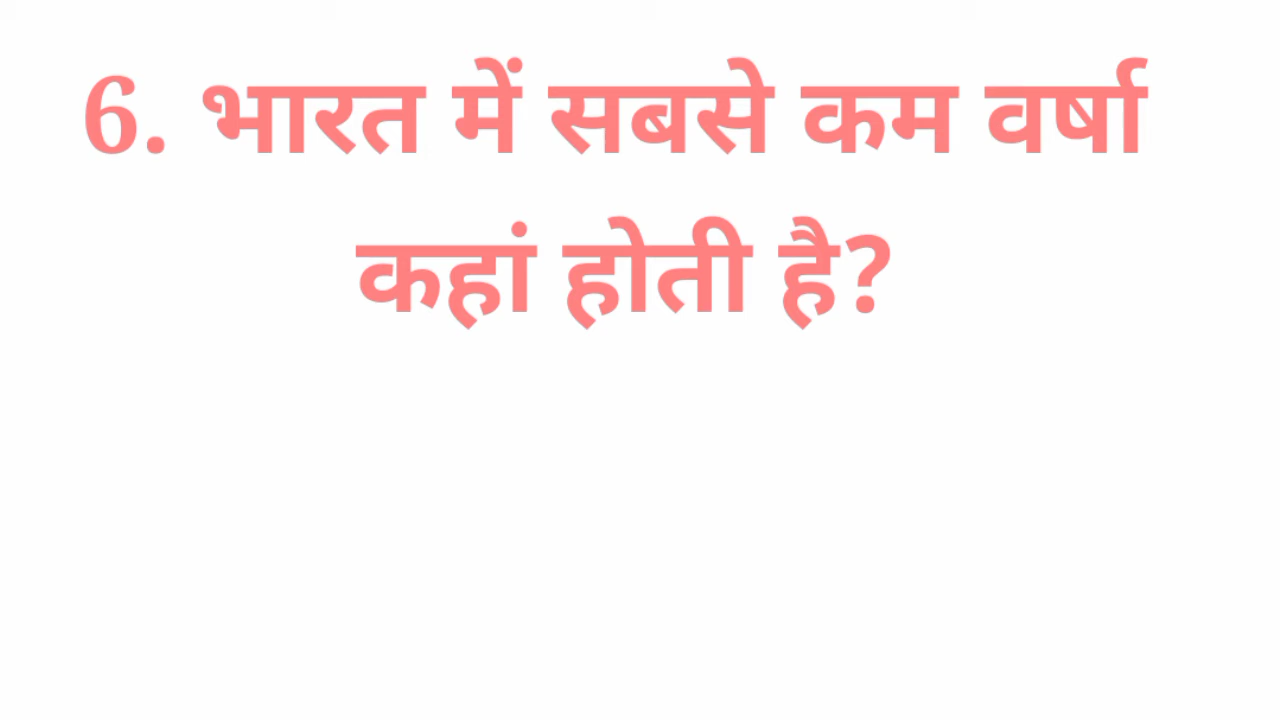 6. भारत में सबसे कम वर्षा
कहां होती है?